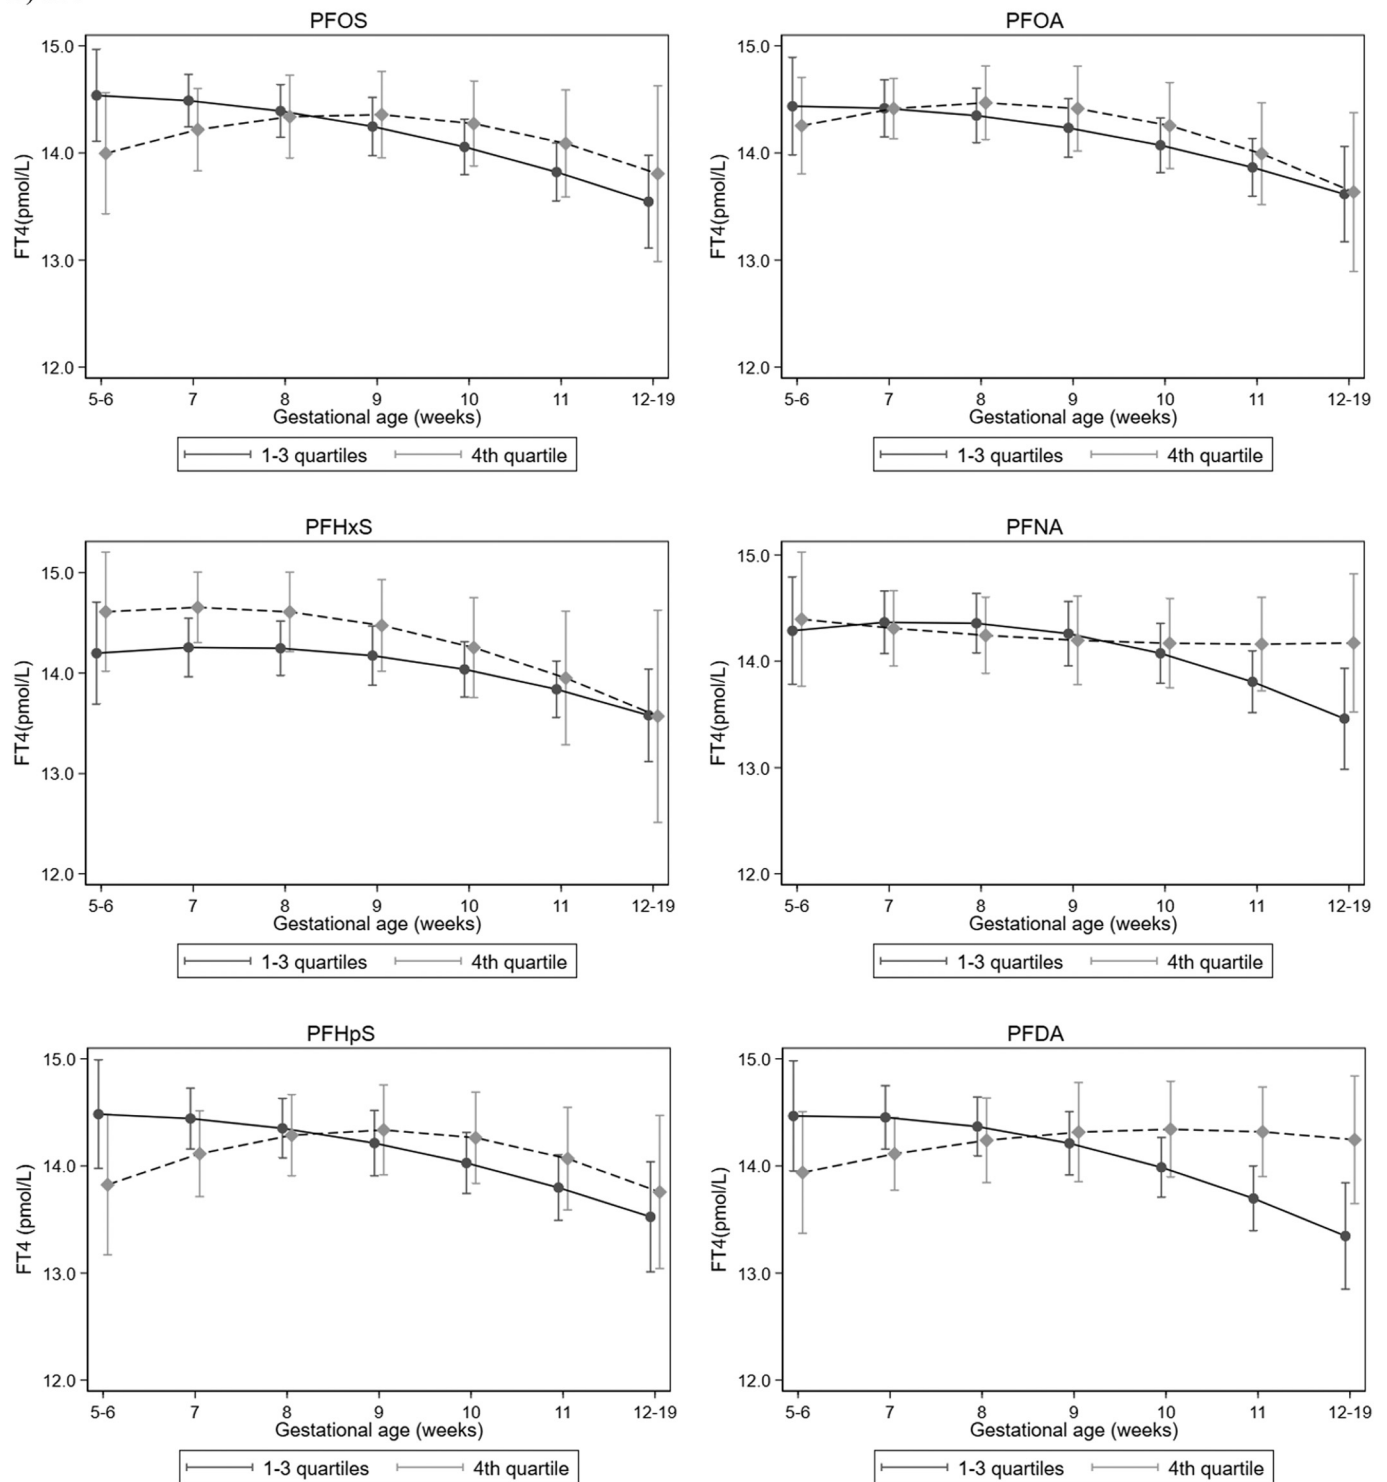 PFOS
15.0
14.0
13.0
12.0
FT4(pmol/L)
5-6 7 8 9 10 11 12-19
Gestational age (weeks)
1-3 quartiles 4th quartile
PFOA
15.0
14.0
13.0
12.0
FT4(pmol/L)
5-6 7 8 9 10 11 12-19
Gestational age (weeks)
1-3 quartiles 4th quartile
PFHxS
15.0
14.0
13.0
12.0
FT4(pmol/L)
5-6 7 8 9 10 11 12-19
Gestational age (weeks)
1-3 quartiles 4th quartile
PFNA
15.0
14.0
13.0
12.0
FT4(pmol/L)
5-6 7 8 9 10 11 12-19
Gestational age (weeks)
1-3 quartiles 4th quartile
PFHpS
15.0
14.0
13.0
12.0
FT4 (pmol/L)
5-6 7 8 9 10 11 12-19
Gestational age (weeks)
1-3 quartiles 4th quartile
PFDA
15.0
14.0
13.0
12.0
FT4(pmol/L)
5-6 7 8 9 10 11 12-19
Gestational age (weeks)
1-3 quartiles 4th quartile